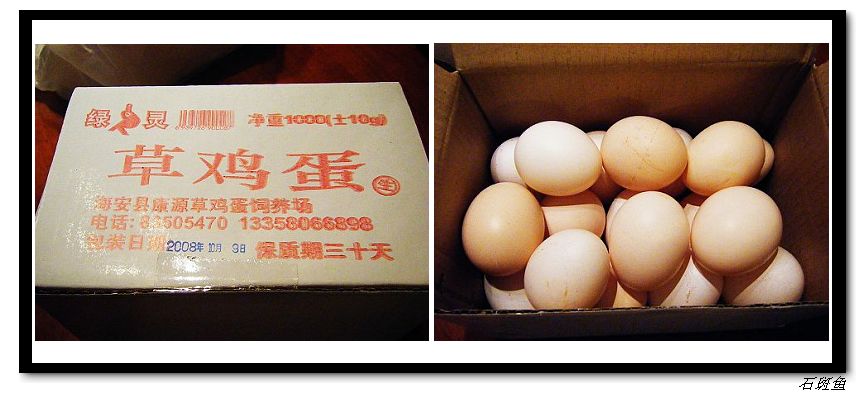 绿灵 净重1000(±10g)
草鸡蛋 生
海安县康源草鸡蛋饲养场
电话: 83505470 13358066898
包装日期 2008年10月 9日 保质期三十天
石斑鱼